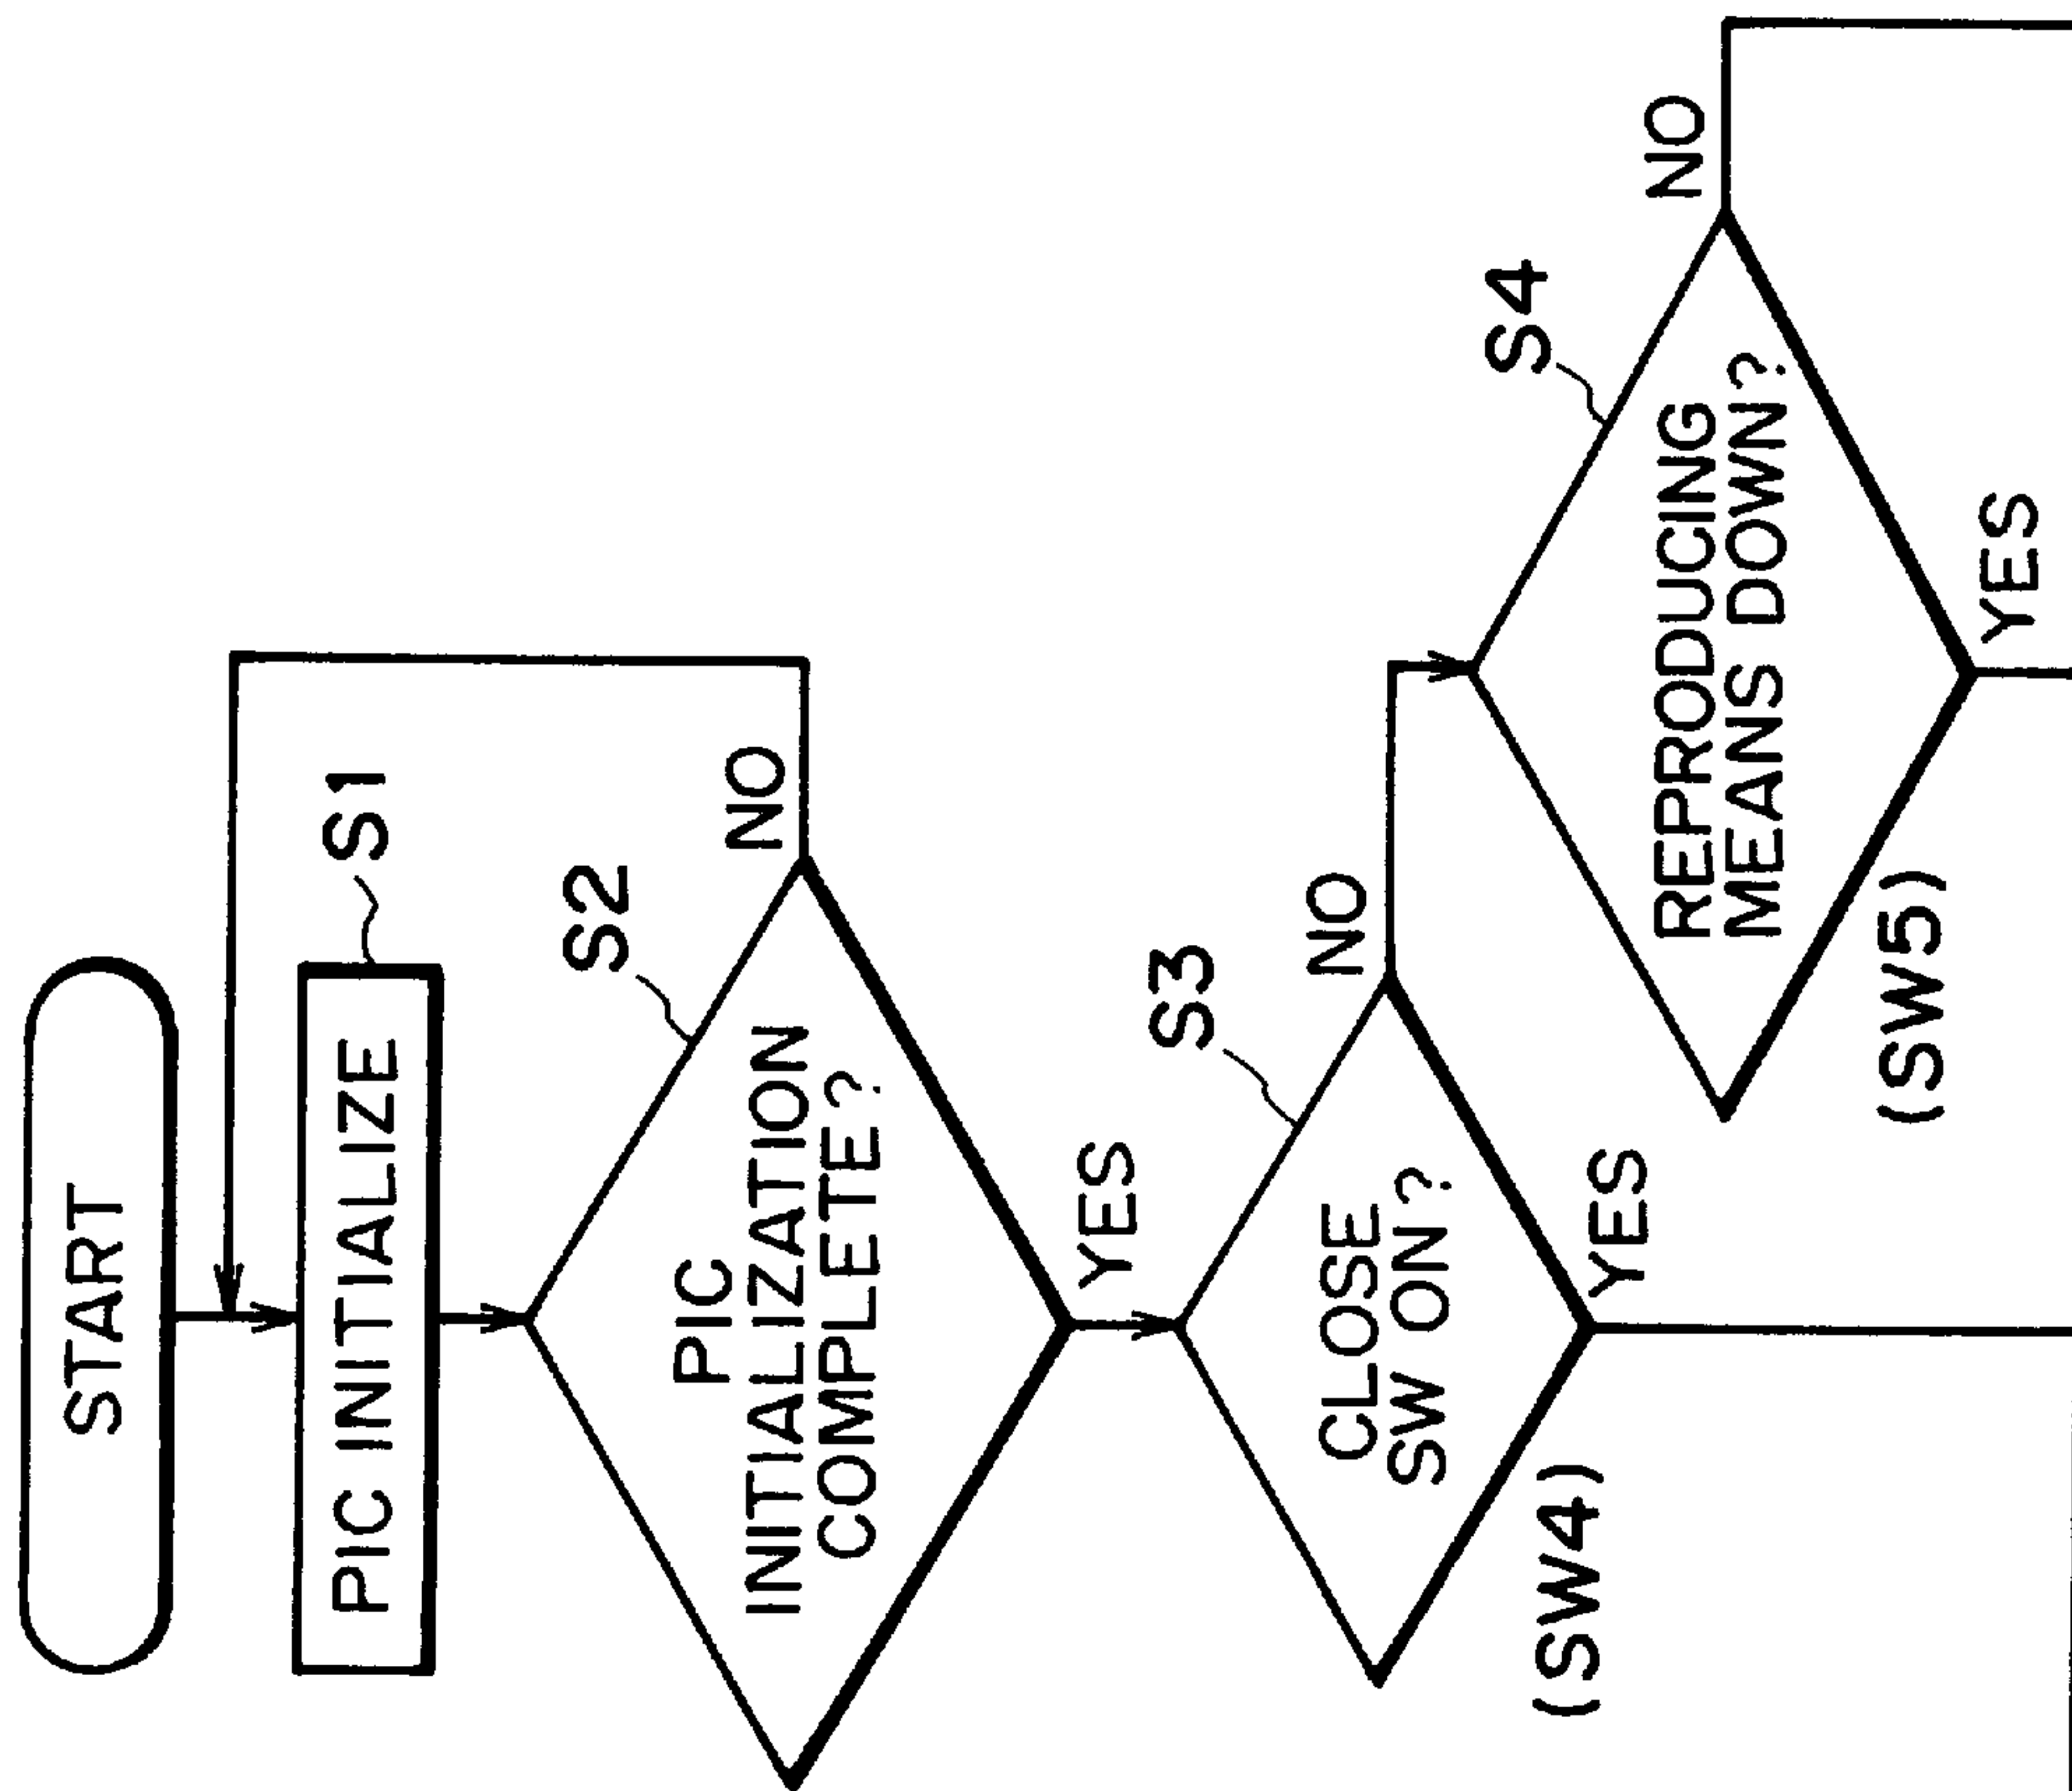 START
PIC INITIALIZE
S1
S2
PIC
INITIALIZATION
COMPLETE?
NO
YES
S3
CLOSE
SW ON?
NO
(SW4)
YES
S4
REPRODUCING
MEANS DOWN?
NO
(SW5)
YES